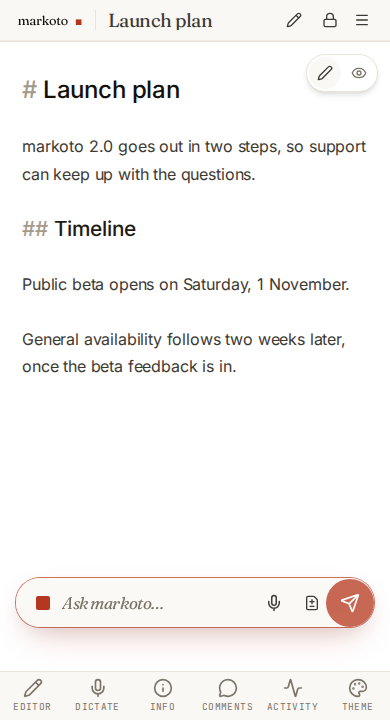 markoto
Launch plan
# Launch plan
markoto 2.0 goes out in two steps, so support
can keep up with the questions.
## Timeline
Public beta opens on Saturday, 1 November.
General availability follows two weeks later,
once the beta feedback is in.
Ask markoto...
EDITOR
DICTATE
INFO
COMMENTS
ACTIVITY
THEME